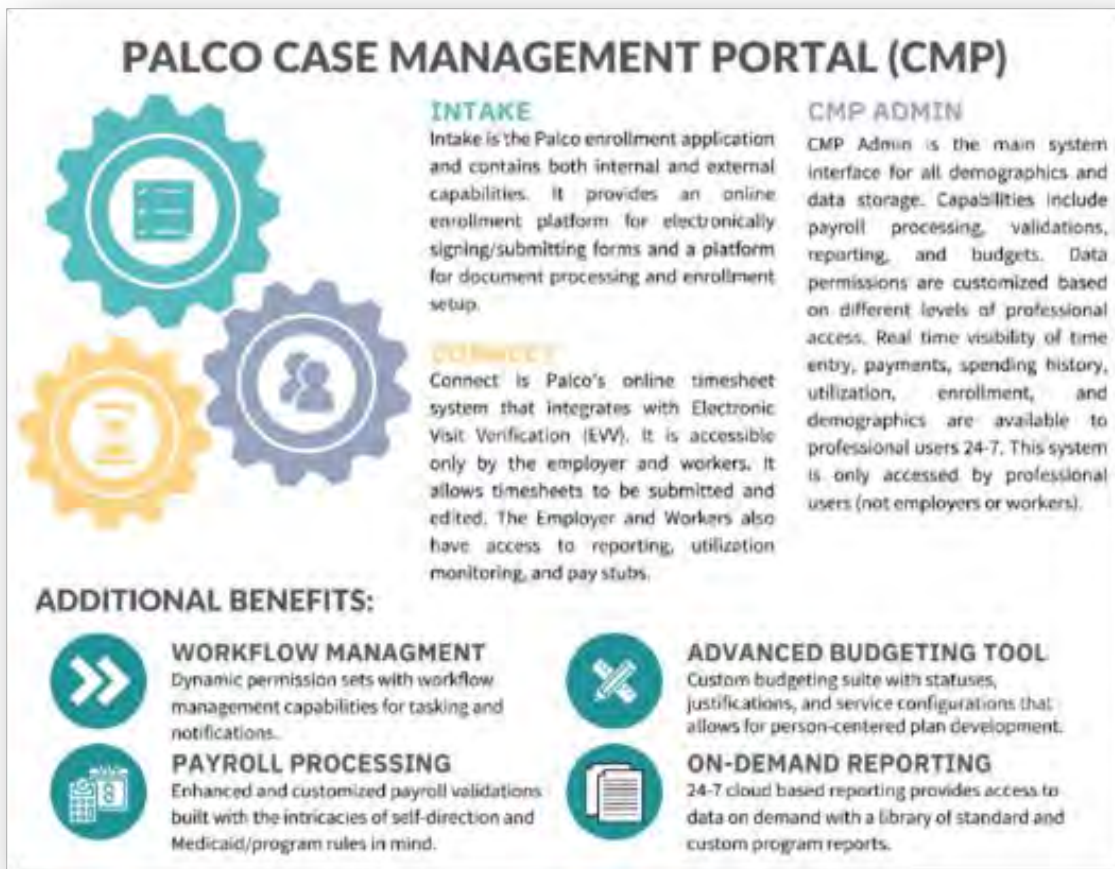 PALCO CASE MANAGEMENT PORTAL (CMP)
INTAKE
Intake is the Palco enrollment application
and contains both internal and external
capabilities. It provides an online
enrollment platform for electronically
signing/submitting forms and a platform
for document processing and enrollment
setup.
CONNECT
Connect is Palco's online timesheet
system that integrates with Electronic
Visit Verification (EVV). It is accessible
only by the employer and workers. It
allows timesheets to be submitted and
edited. The Employer and Workers also
have access to reporting, utilization
monitoring, and pay stubs.
CMP ADMIN
CMP Admin is the main system
interface for all demographics and
data storage. Capabilities include
payroll processing, validations,
reporting, and budgets. Data
permissions are customized based
on different levels of professional
access. Real time visibility of time
entry, payments, spending history,
utilization, enrollment, and
demographics are available to
professional users 24-7. This system
is only accessed by professional
users (not employers or workers).
ADDITIONAL BENEFITS:
WORKFLOW MANAGMENT
Dynamic permission sets with workflow
management capabilities for tasking and
notifications.
PAYROLL PROCESSING
Enhanced and customized payroll validations
built with the intricacies of self-direction and
Medicaid/program rules in mind.
ADVANCED BUDGETING TOOL
Custom budgeting suite with statuses,
justifications, and service configurations that
allows for person-centered plan development.
ON-DEMAND REPORTING
24-7 cloud based reporting provides access to
data on demand with a library of standard and
custom program reports.